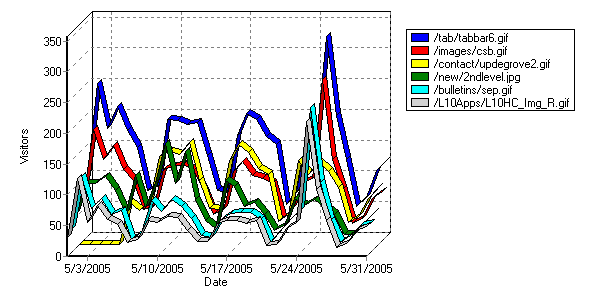 350
300
250
200
150
100
50
0
Visitors
5/3/2005 5/10/2005 5/17/2005 5/24/2005 5/31/2005
Date
/tab/tabbar6.gif
/images/csb.gif
/contact/updegrove2.gif
/new/2ndlevel.jpg
/bulletins/sep.gif
/L10Apps/L10HC_Img_R.gif